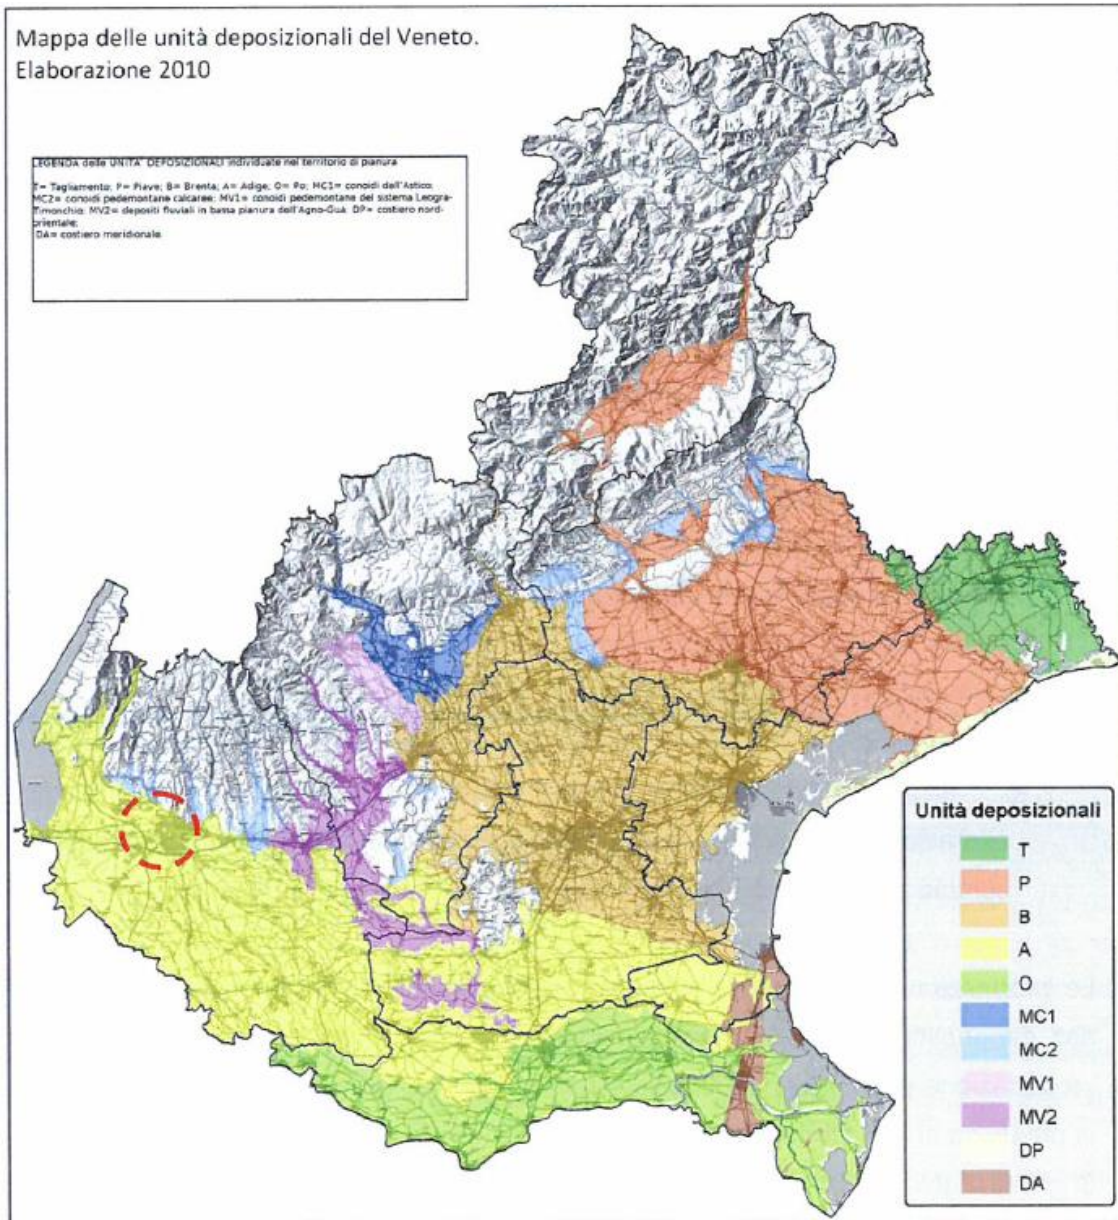 Mappa delle unità deposizionali del Veneto.
Elaborazione 2010
LEGENDA delle UNITA' DEPOSIZIONALI individuate nel territorio di pianura
T= Tagliamento; P= Piave; B= Brenta; A= Adige; O= Po; MC1= conoidi dell'Astico;
MC2= conoidi pedemontane calcaree; MV1= conoidi pedemontane del sistema Leogra-
Timonchio; MV2= depositi fluviali in bassa pianura dell'Agno-Guà; DP= costiero nord-
orientale;
DA= costiero meridionale.
Unità deposizionali
T
P
B
A
O
MC1
MC2
MV1
MV2
DP
DA